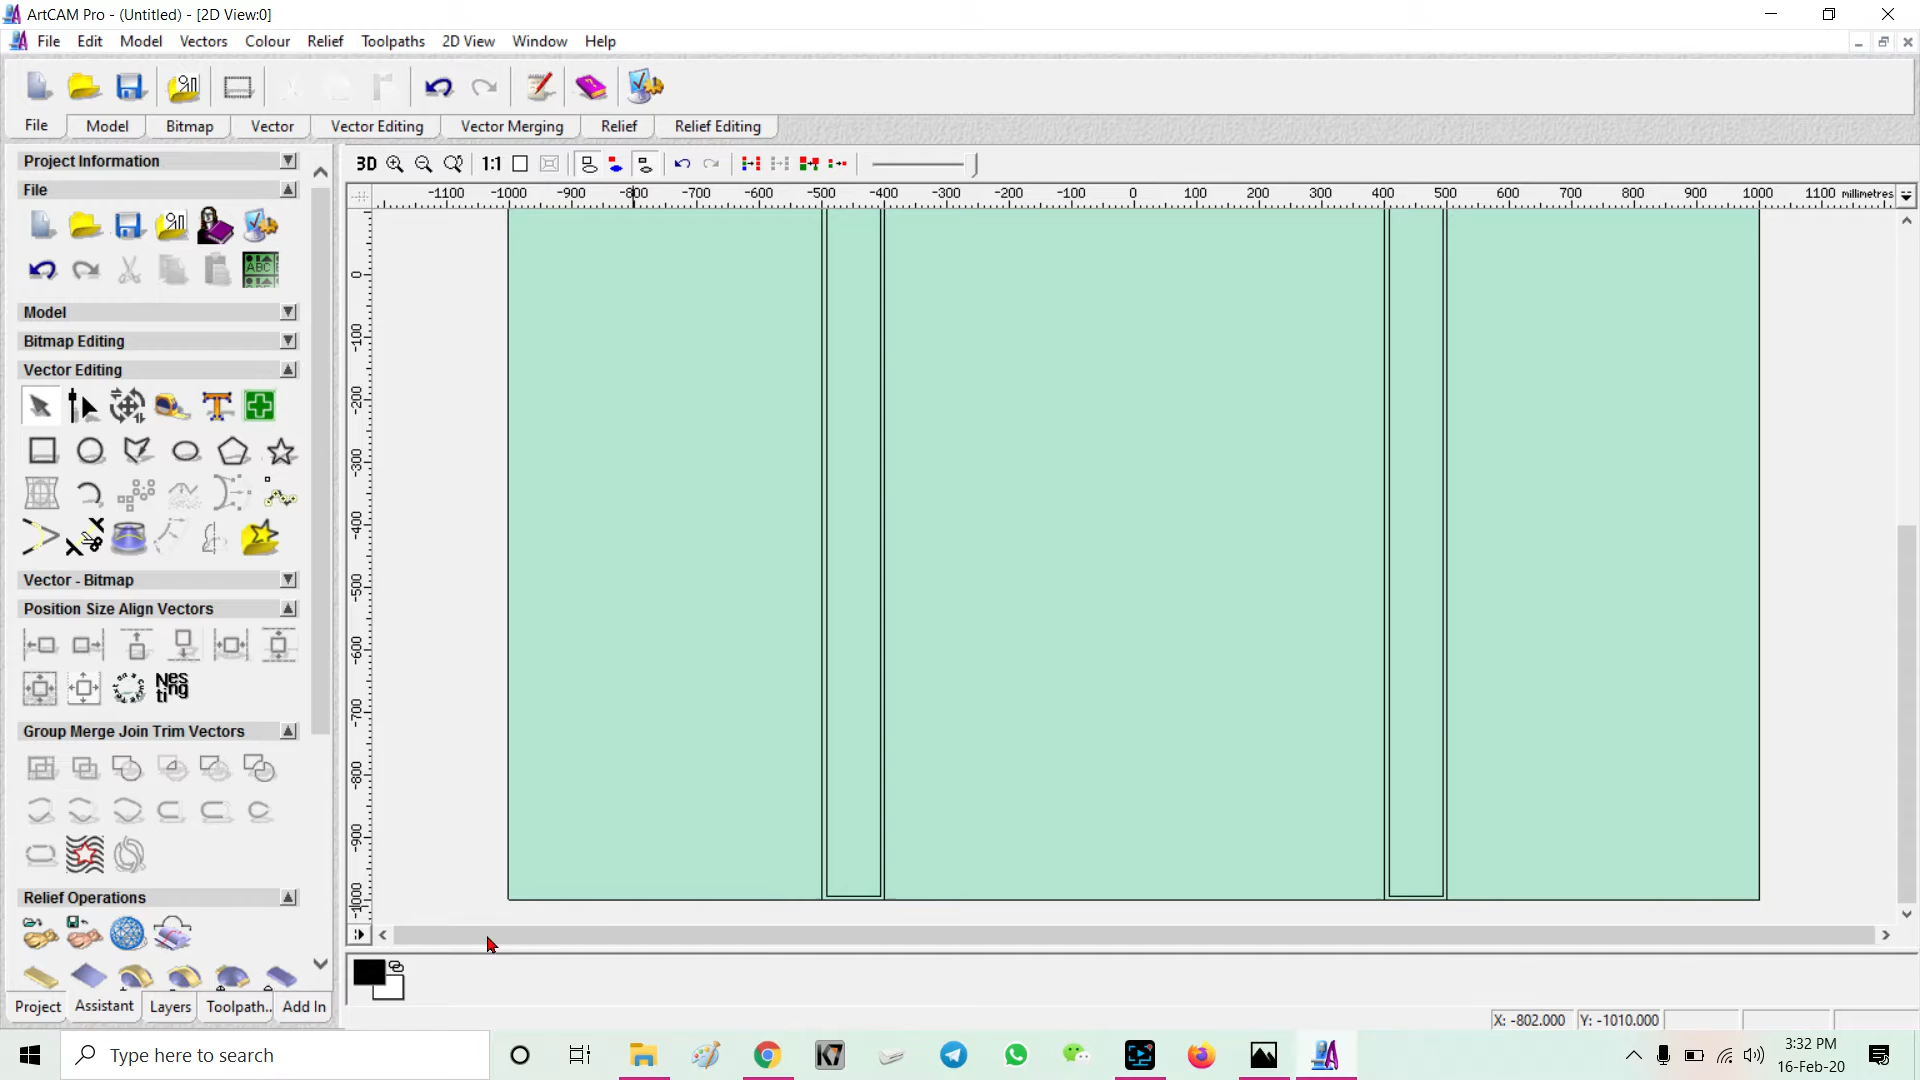 ArtCAM Pro - (Untitled) - [2D View:0]
File Edit Model Vectors Colour Relief Toolpaths 2D View Window Help
File Model Bitmap Vector Vector Editing Vector Merging Relief Relief Editing
Project Information
File
ABC
Model
Bitmap Editing
Vector Editing
Vector - Bitmap
Position Size Align Vectors
Nes
ting
Group Merge Join Trim Vectors
Relief Operations
Project Assistant Layers Toolpath.. Add In
3D 1:1
-1100 -1000 -900 -800 -700 -600 -500 -400 -300 -200 -100 0 100 200 300 400 500 600 700 800 900 1000 1100 millimetres
0
-100
-200
-300
-400
-500
-600
-700
-800
-900
-1000
X: -802.000 Y: -1010.000
Type here to search
K7
3:32 PM
16-Feb-20